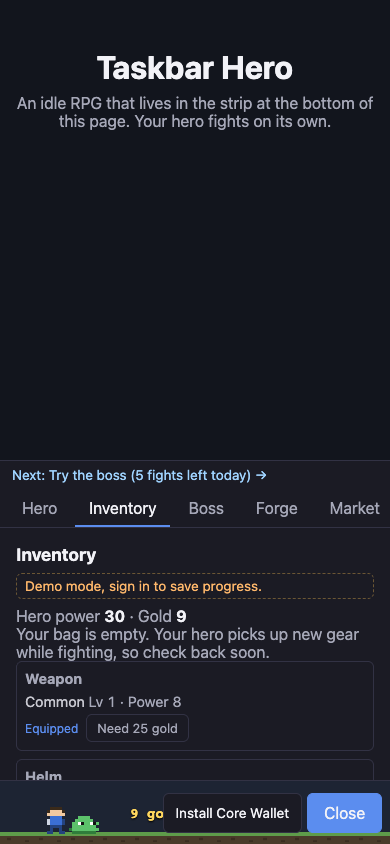 Taskbar Hero
An idle RPG that lives in the strip at the bottom of
this page. Your hero fights on its own.
Next: Try the boss (5 fights left today) →
Hero Inventory Boss Forge Market
Inventory
Demo mode, sign in to save progress.
Hero power 30 · Gold 9
Your bag is empty. Your hero picks up new gear
while fighting, so check back soon.
Weapon
Common Lv 1 · Power 8
Equipped Need 25 gold
Helm
9 go Install Core Wallet Close